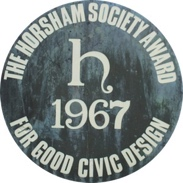 THE HORSHAM SOCIETY AWARD
h
1967
FOR GOOD CIVIC DESIGN